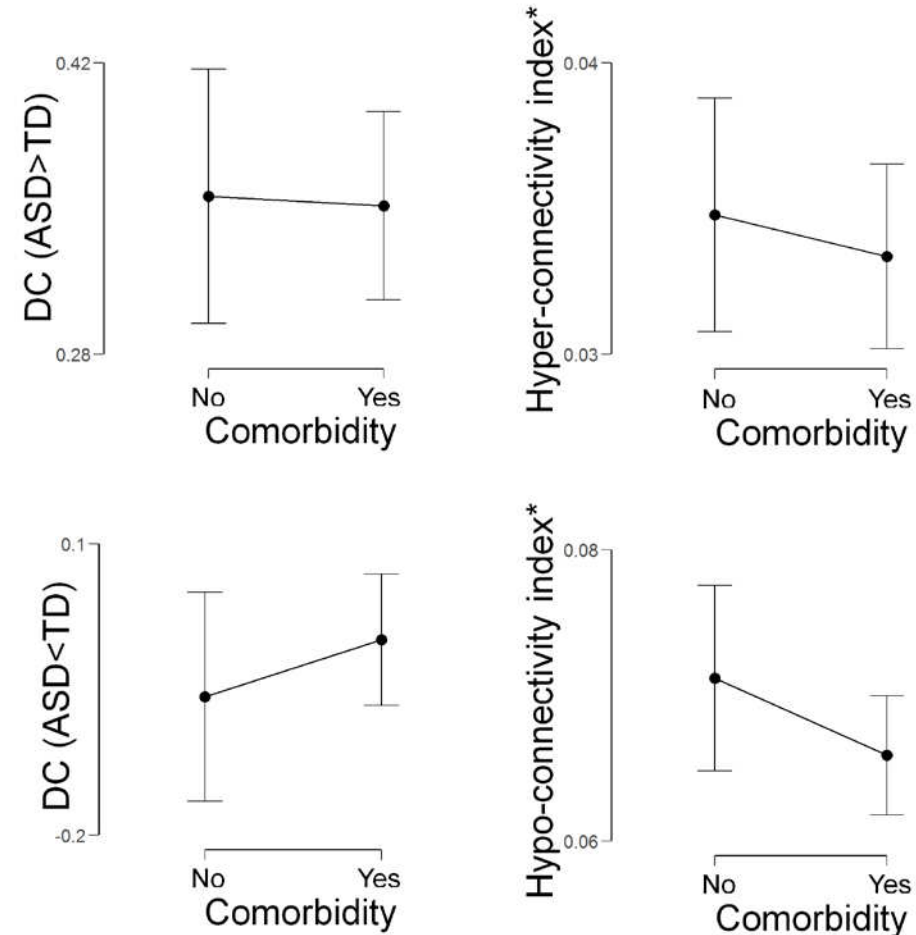 DC (ASD>TD)
0.42
0.28
No
Yes
Comorbidity
Hyper-connectivity index*
0.04
0.03
No
Yes
Comorbidity
DC (ASD<TD)
0.1
-0.2
No
Yes
Comorbidity
Hypo-connectivity index*
0.08
0.06
No
Yes
Comorbidity